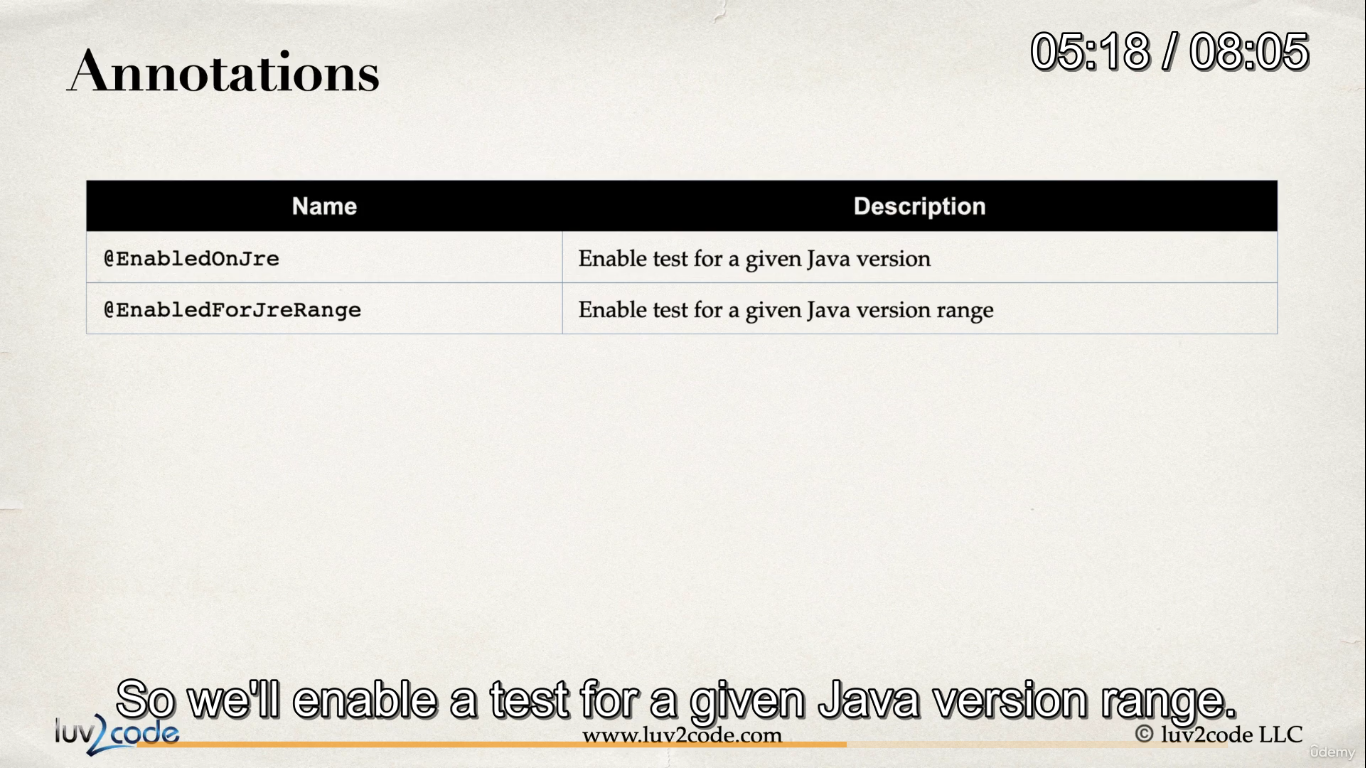 Annotations
05:18 / 08:05
Name Description
@EnabledOnJre Enable test for a given Java version
@EnabledForJreRange Enable test for a given Java version range
So we'll enable a test for a given Java version range.
luv2code www.luv2code.com © luv2code LLC
ûdemy